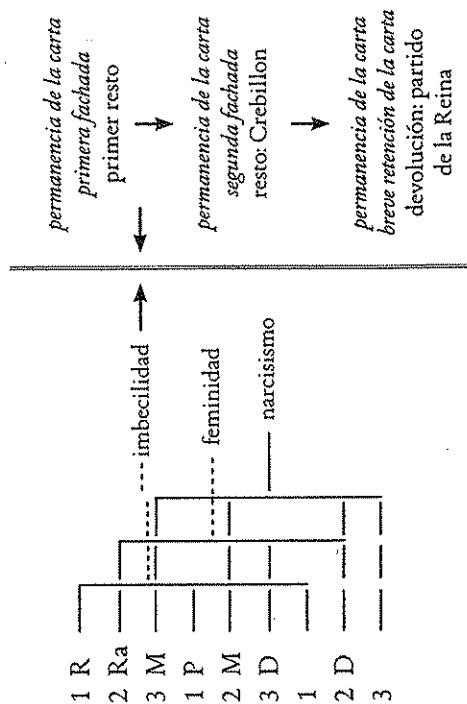 1 R
2 Ra
3 M
1 P
2 M
3 D
1
2 D
3
imbecilidad
feminidad
narcisismo
permanencia de la carta
primera fachada
primer resto
permanencia de la carta
segunda fachada
resto: Crebillon
permanencia de la carta
breve retención de la carta
devolución: partido
de la Reina